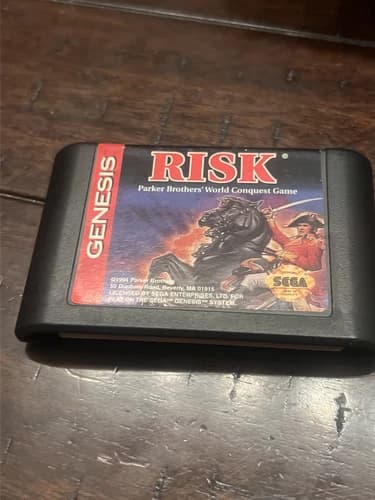 GENESIS
RISK®
Parker Brothers' World Conquest Game
©1994 Parker Brothers
50 Dunham Road, Beverly, MA 01915
LICENSED BY SEGA ENTERPRISES, LTD. FOR
PLAY ON THE SEGA™ GENESIS™ SYSTEM.
SEGA